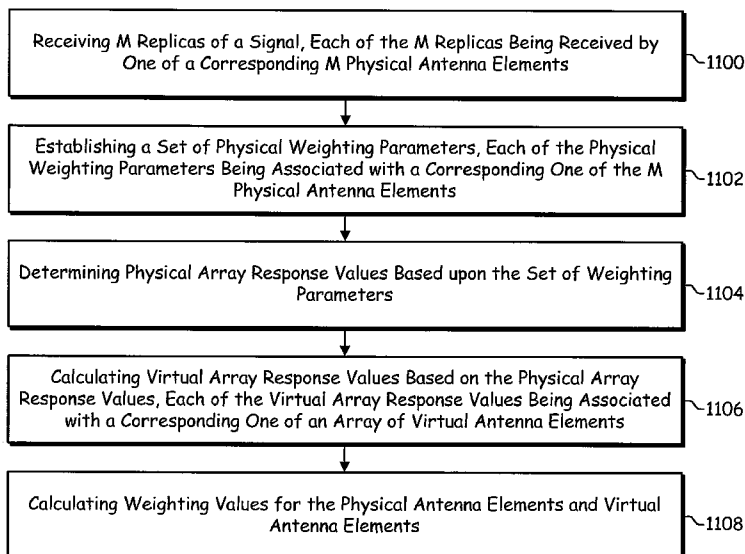 Receiving M Replicas of a Signal, Each of the M Replicas Being Received by
One of a Corresponding M Physical Antenna Elements
1100
Establishing a Set of Physical Weighting Parameters, Each of the Physical
Weighting Parameters Being Associated with a Corresponding One of the M
Physical Antenna Elements
1102
Determining Physical Array Response Values Based upon the Set of Weighting
Parameters
1104
Calculating Virtual Array Response Values Based on the Physical Array
Response Values, Each of the Virtual Array Response Values Being Associated
with a Corresponding One of an Array of Virtual Antenna Elements
1106
Calculating Weighting Values for the Physical Antenna Elements and Virtual
Antenna Elements
1108